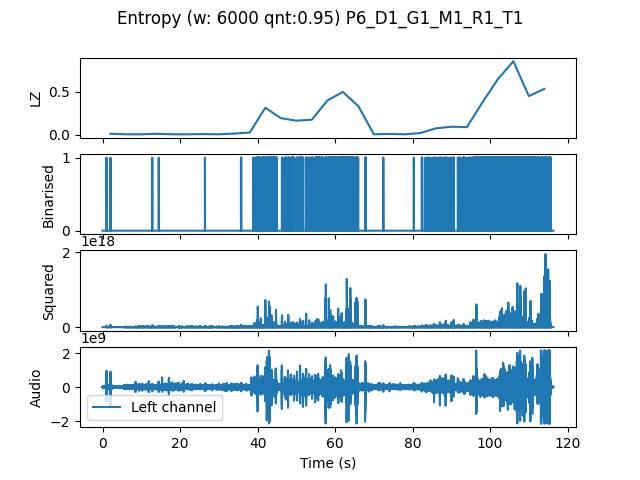 Entropy (w: 6000 qnt:0.95) P6_D1_G1_M1_R1_T1
LZ
0.5
0.0
Binarised
1
0
1e18
Squared
2
0
1e9
Audio
2
0
−2
Left channel
0 20 40 60 80 100 120
Time (s)